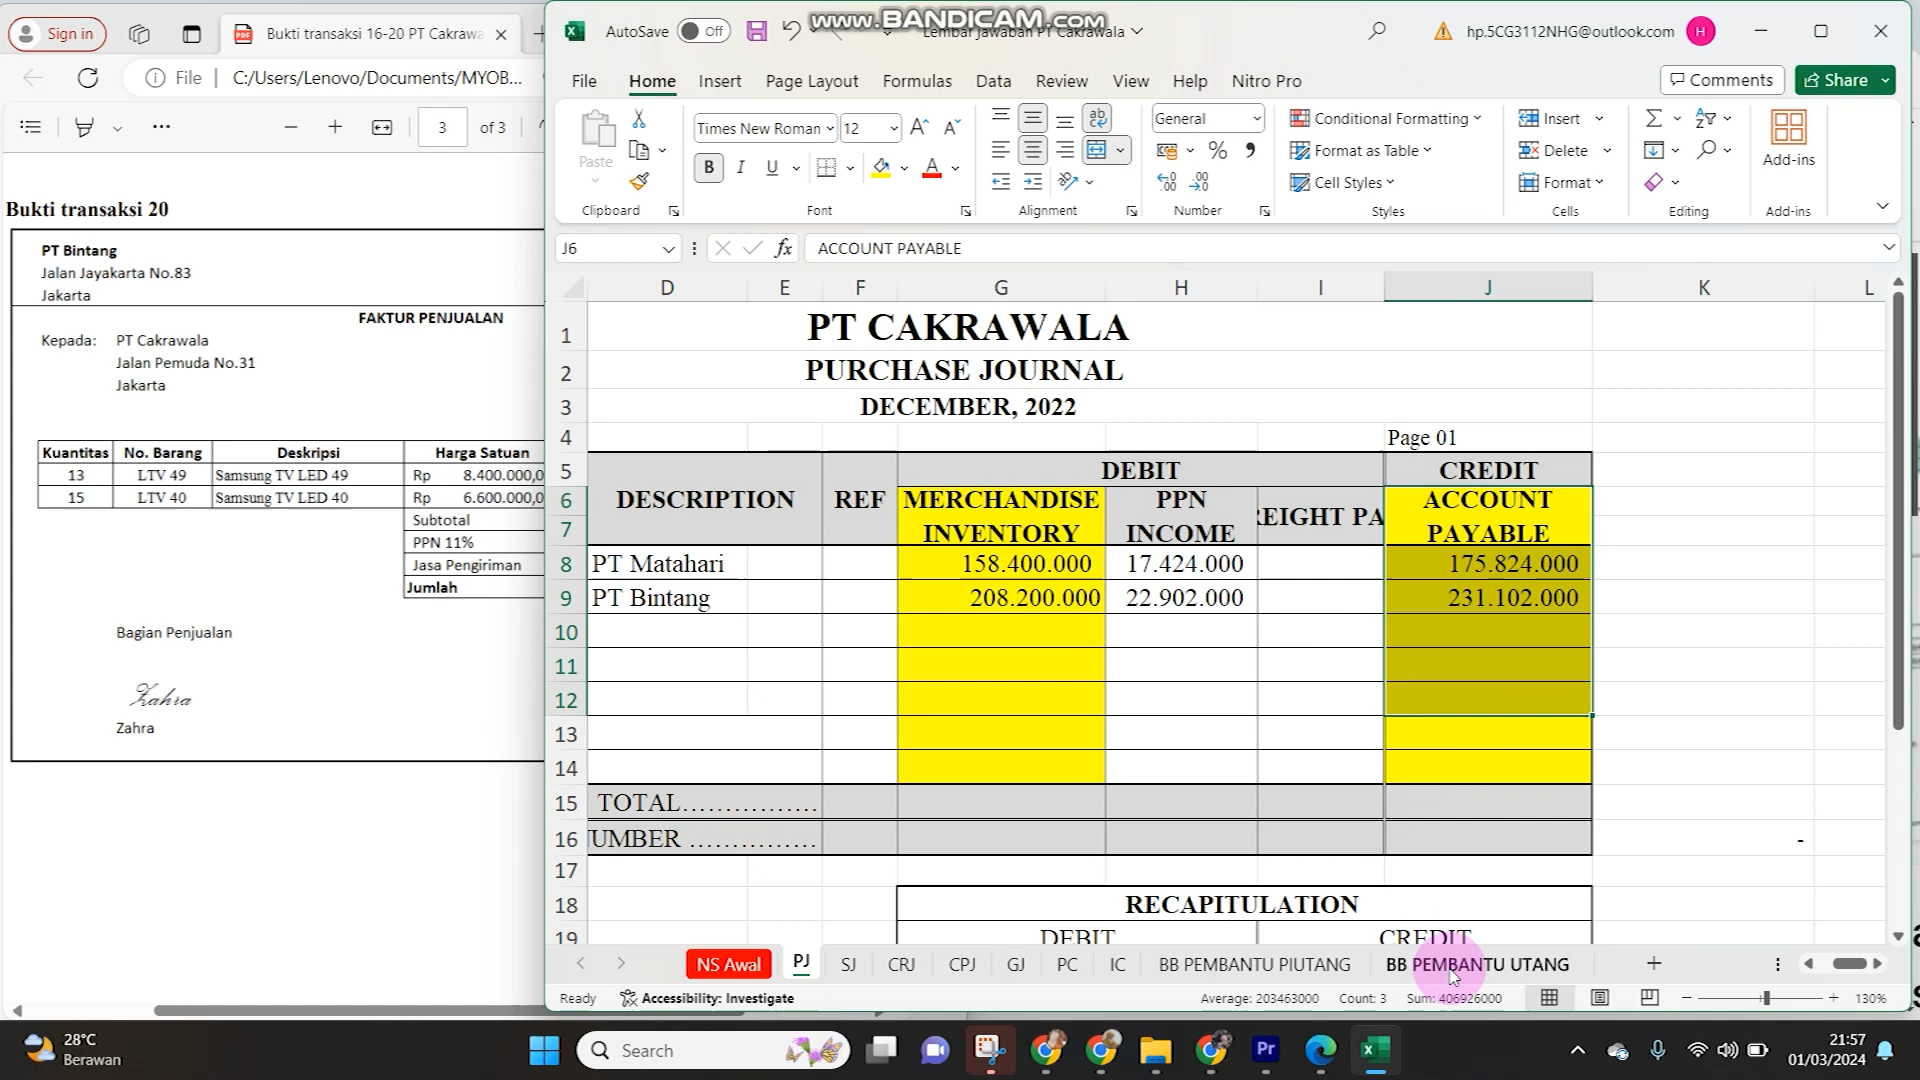 Sign in
Bukti transaksi 16-20 PT Cakrawa
File
C:/Users/Lenovo/Documents/MYOB...
3 of 3
Bukti transaksi 20
PT Bintang
Jalan Jayakarta No.83
Jakarta
FAKTUR PENJUALAN
Kepada: PT Cakrawala
Jalan Pemuda No.31
Jakarta
Kuantitas No. Barang Deskripsi Harga Satuan
13 LTV 49 Samsung TV LED 49 Rp 8.400.000,0
15 LTV 40 Samsung TV LED 40 Rp 6.600.000,0
Subtotal
PPN 11%
Jasa Pengiriman
Jumlah
Bagian Penjualan
Zahra
Zahra
www.BANDICAM.com
AutoSave Off
Lembar Jawaban PT Cakrawala
hp.5CG3112NHG@outlook.com H
File Home Insert Page Layout Formulas Data Review View Help Nitro Pro
Comments Share
Paste
Times New Roman 12
B I U
General
Conditional Formatting
Format as Table
Cell Styles
Insert
Delete
Format
Add-ins
Clipboard Font Alignment Number Styles Cells Editing Add-ins
J6 fx ACCOUNT PAYABLE
D E F G H I J K L
1 PT CAKRAWALA
2 PURCHASE JOURNAL
3 DECEMBER, 2022
4 Page 01
5 DEBIT CREDIT
6 DESCRIPTION REF MERCHANDISE PPN REIGHT PA ACCOUNT
7 INVENTORY INCOME PAYABLE
8 PT Matahari 158.400.000 17.424.000 175.824.000
9 PT Bintang 208.200.000 22.902.000 231.102.000
10
11
12
13
14
15 TOTAL................
16 UMBER ............... -
17
18 RECAPITULATION
19 DEBIT CREDIT
NS Awal PJ SJ CRJ CPJ GJ PC IC BB PEMBANTU PIUTANG BB PEMBANTU UTANG
Ready Accessibility: Investigate Average: 203463000 Count: 3 Sum: 406926000 130%
28°C
Berawan
Search
Pr
21:57
01/03/2024